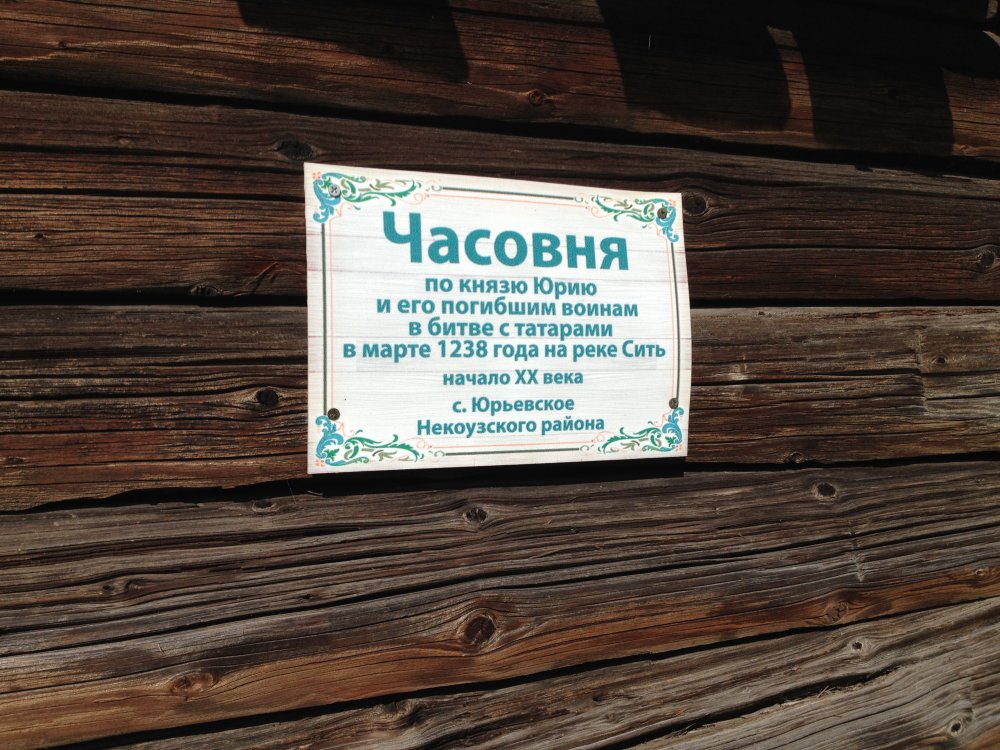 Часовня
по князю Юрию
и его погибшим воинам
в битве с татарами
в марте 1238 года на реке Сить
начало XX века
с. Юрьевское
Некоузского района